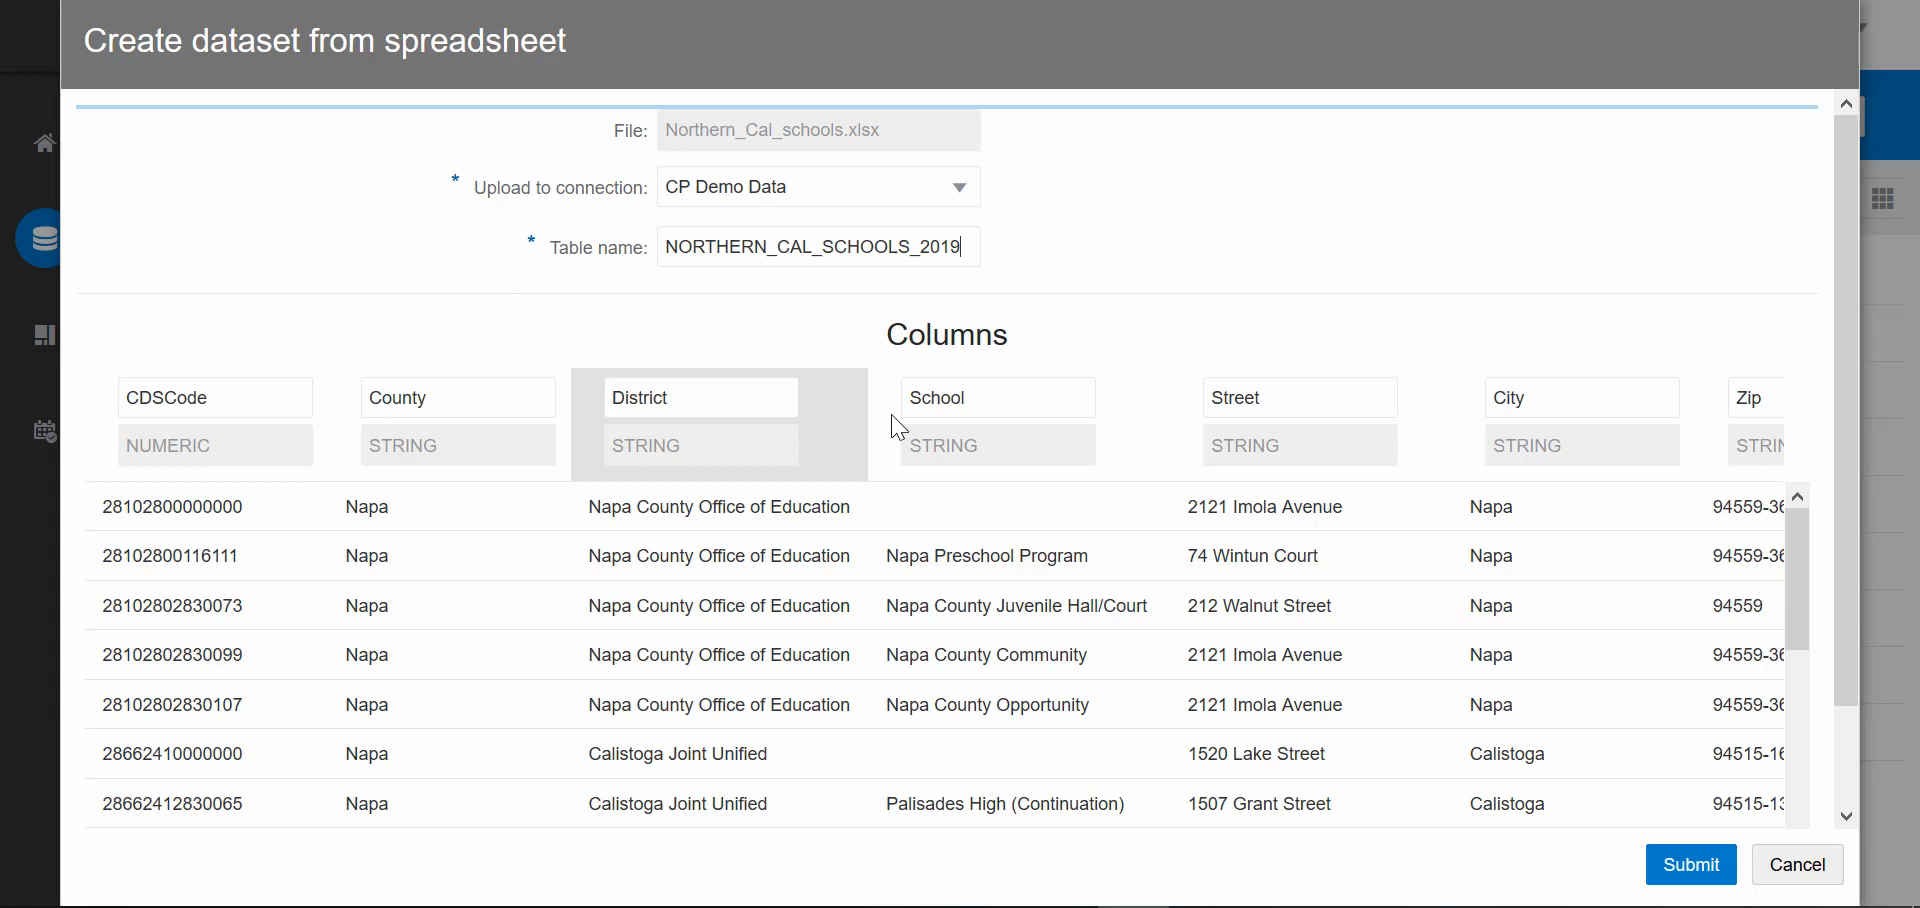 Create dataset from spreadsheet
File: Northern_Cal_schools.xlsx
* Upload to connection: CP Demo Data
* Table name: NORTHERN_CAL_SCHOOLS_2019
Columns
CDSCode County District School Street City Zip
NUMERIC STRING STRING STRING STRING STRING
28102800000000 Napa Napa County Office of Education 2121 Imola Avenue Napa
28102800116111 Napa Napa County Office of Education Napa Preschool Program 74 Wintun Court Napa
28102802830073 Napa Napa County Office of Education Napa County Juvenile Hall/Court 212 Walnut Street Napa 94559
28102802830099 Napa Napa County Office of Education Napa County Community 2121 Imola Avenue Napa
28102802830107 Napa Napa County Office of Education Napa County Opportunity 2121 Imola Avenue Napa
28662410000000 Napa Calistoga Joint Unified 1520 Lake Street Calistoga
28662412830065 Napa Calistoga Joint Unified Palisades High (Continuation) 1507 Grant Street Calistoga
Submit Cancel